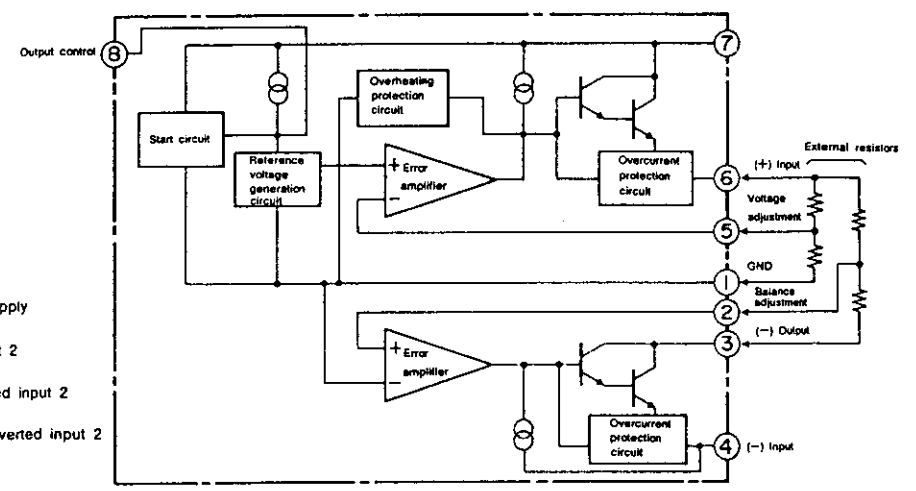 Output control
8
7
Start circuit
Overheating
protection
circuit
Reference
voltage
generation
circuit
+
Error
amplifier
−
Overcurrent
protection
circuit
External resistors
(+) Input
6
Voltage
adjustment
5
GND
1
Balance
adjustment
2
(−) Output
3
+
Error
amplifier
−
Overcurrent
protection
circuit
4
(−) Input
pply
t 2
ed input 2
verted input 2